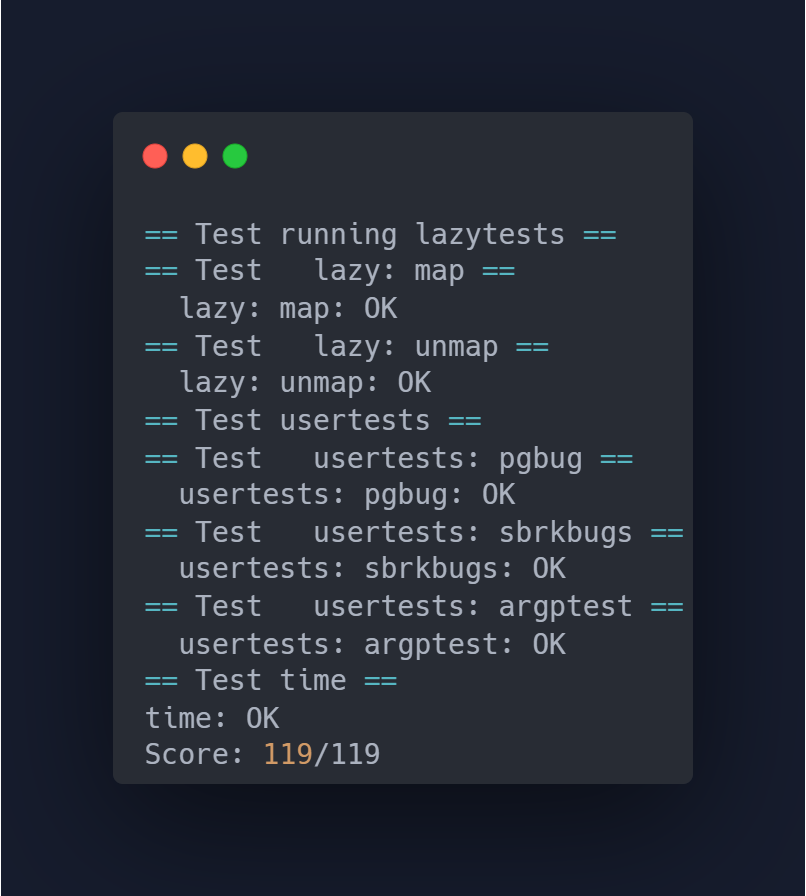 == Test running lazytests ==
== Test   lazy: map ==
  lazy: map: OK
== Test   lazy: unmap ==
  lazy: unmap: OK
== Test usertests ==
== Test   usertests: pgbug ==
  usertests: pgbug: OK
== Test   usertests: sbrkbugs ==
  usertests: sbrkbugs: OK
== Test   usertests: argptest ==
  usertests: argptest: OK
== Test time ==
time: OK
Score: 119/119